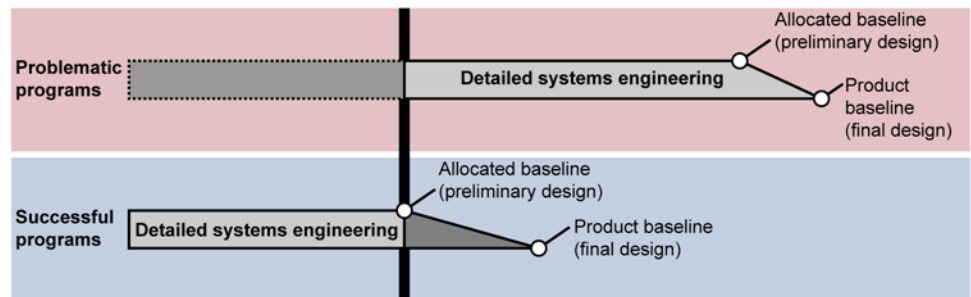 Allocated baseline
(preliminary design)
Problematic
programs
Detailed systems engineering
Product
baseline
(final design)
Allocated baseline
(preliminary design)
Successful
programs
Detailed systems engineering
Product baseline
(final design)